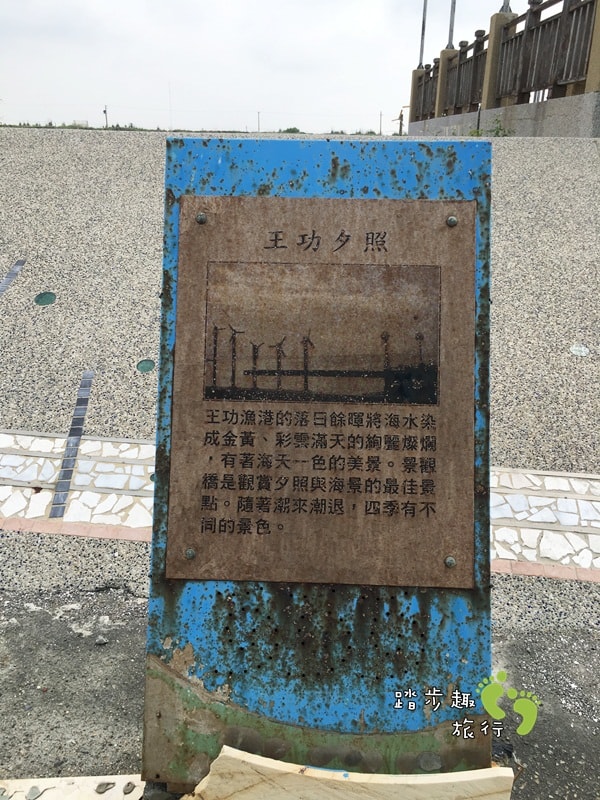 王功夕照
王功漁港的落日餘暉將海水染
成金黃、彩雲滿天的絢麗燦爛
，有著海天一色的美景。景觀
橋是觀賞夕照與海景的最佳景
點。隨著潮來潮退，四季有不
同的景色。
踏步趣
旅行